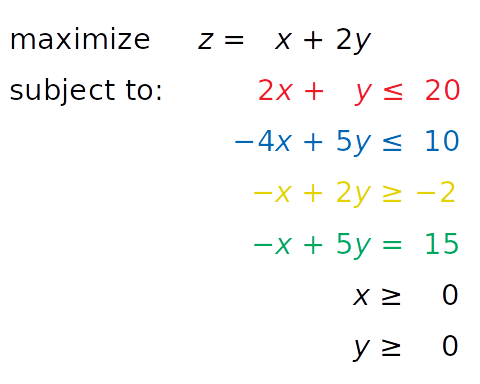 maximize z = x + 2y
subject to: 2x + y ≤ 20
−4x + 5y ≤ 10
−x + 2y ≥ −2
−x + 5y = 15
x ≥ 0
y ≥ 0